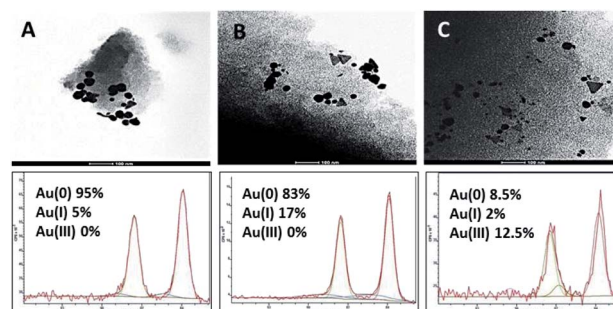 A
B
C
100 nm
100 nm
100 nm
Au(0) 95%
Au(I) 5%
Au(III) 0%
Au(0) 83%
Au(I) 17%
Au(III) 0%
Au(0) 8.5%
Au(I) 2%
Au(III) 12.5%